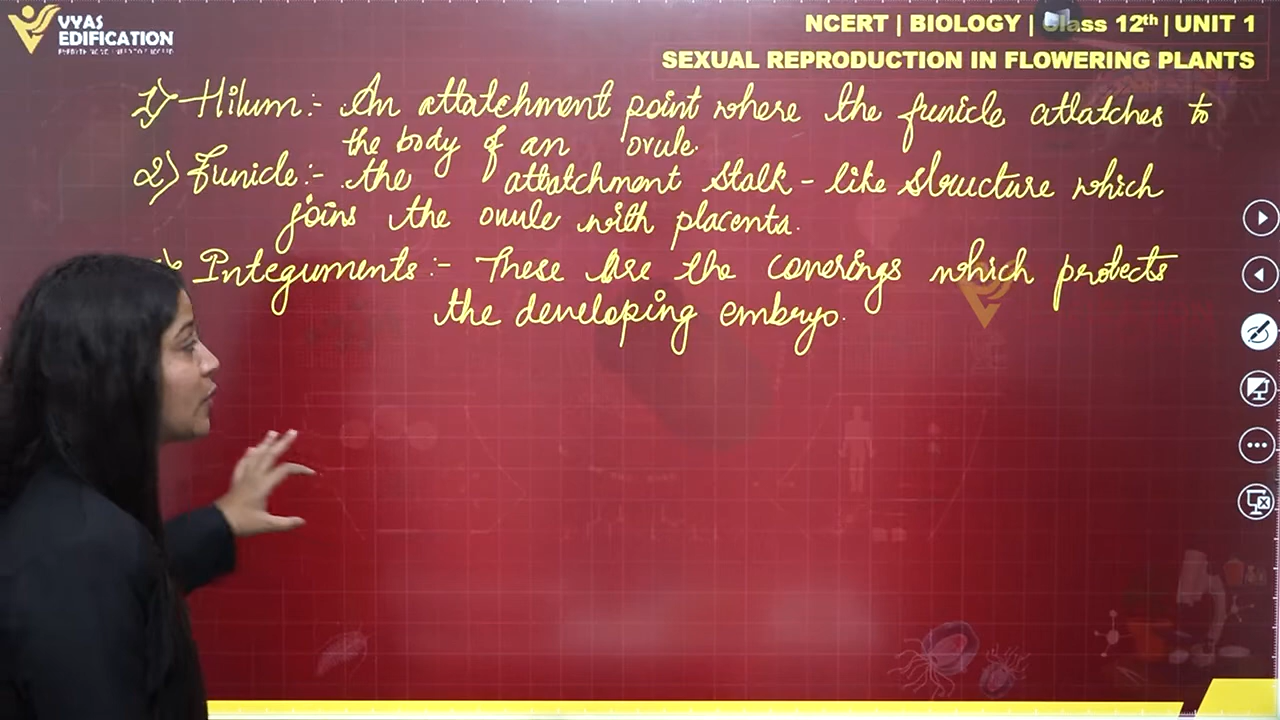 VYAS
EDIFICATION
NCERT | BIOLOGY | Class 12th | UNIT 1
SEXUAL REPRODUCTION IN FLOWERING PLANTS
1) Hilum:- An attatchment point where the funicle attatches to
the body of an ovule.
2) Funicle:- the attatchment stalk-like structure which
joins the ovule with placenta.
Integuments:- These are the coverings which protects
the developing embryo.